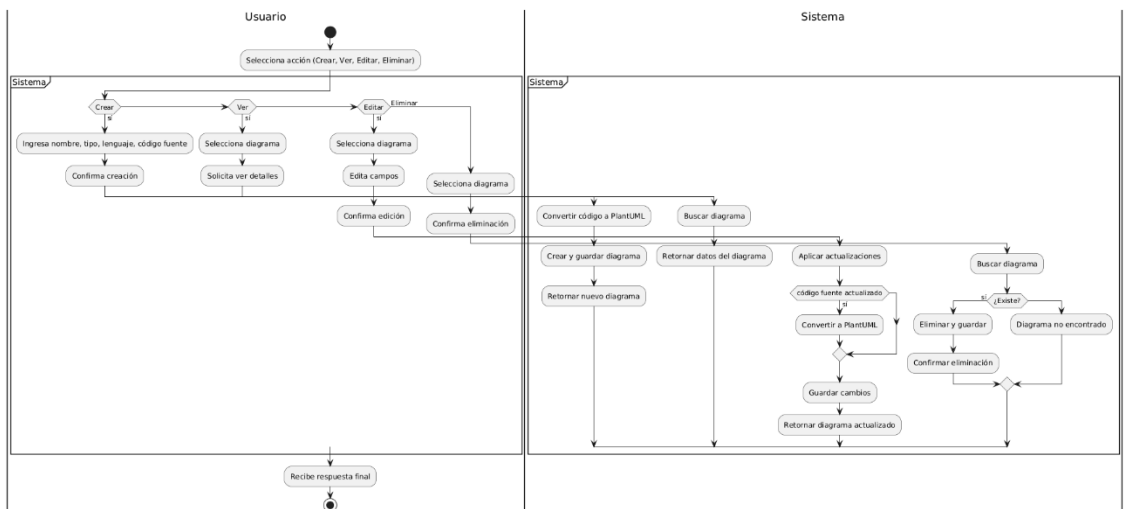 Usuario
Sistema
Selecciona acción (Crear, Ver, Editar, Eliminar)
Sistema
Sistema
Crear
Ver
Editar
Eliminar
sí
sí
sí
Ingresa nombre, tipo, lenguaje, código fuente
Selecciona diagrama
Selecciona diagrama
Confirma creación
Solicita ver detalles
Edita campos
Selecciona diagrama
Confirma edición
Confirma eliminación
Convertir código a PlantUML
Buscar diagrama
Crear y guardar diagrama
Retornar datos del diagrama
Aplicar actualizaciones
Buscar diagrama
Retornar nuevo diagrama
código fuente actualizado
sí
sí
¿Existe?
Convertir a PlantUML
Eliminar y guardar
Diagrama no encontrado
Confirmar eliminación
Guardar cambios
Retornar diagrama actualizado
Recibe respuesta final